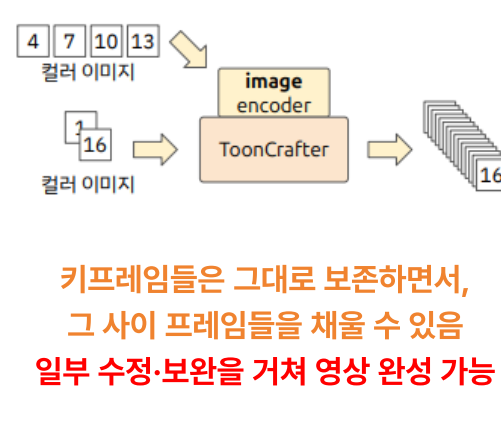 4 7 10 13
컬러 이미지
image
encoder
1
16
ToonCrafter
16
컬러 이미지
키프레임들은 그대로 보존하면서,
그 사이 프레임들을 채울 수 있음
일부 수정·보완을 거쳐 영상 완성 가능